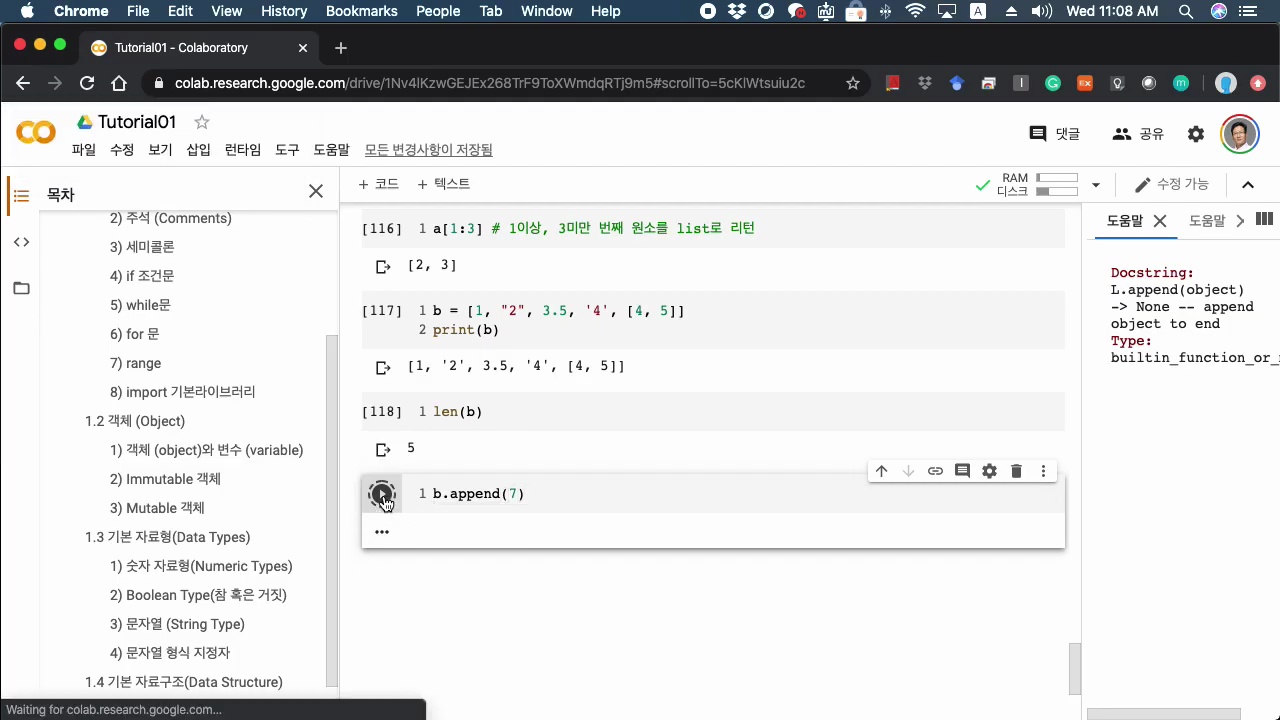 Chrome File Edit View History Bookmarks People Tab Window Help A Wed 11:08 AM
Tutorial01 - Colaboratory
colab.research.google.com/drive/1Nv4lKzwGEJEx268TrF9ToXWmdqRTj9m5#scrollTo=5cKlWtsuiu2c
Tutorial01
댓글 공유
파일 수정 보기 삽입 런타임 도구 도움말 모든 변경사항이 저장됨
목차
+ 코드 + 텍스트
RAM
디스크
수정 가능
2) 주석 (Comments)
3) 세미콜론
4) if 조건문
5) while문
6) for 문
7) range
8) import 기본라이브러리
1.2 객체 (Object)
1) 객체 (object)와 변수 (variable)
2) Immutable 객체
3) Mutable 객체
1.3 기본 자료형(Data Types)
1) 숫자 자료형(Numeric Types)
2) Boolean Type(참 혹은 거짓)
3) 문자열 (String Type)
4) 문자열 형식 지정자
1.4 기본 자료구조(Data Structure)
[116] 1 a[1:3] # 1이상, 3미만 번째 원소를 list로 리턴
[2, 3]
[117] 1 b = [1, "2", 3.5, '4', [4, 5]]
2 print(b)
[1, '2', 3.5, '4', [4, 5]]
[118] 1 len(b)
5
1 b.append(7)
도움말 도움말
Docstring:
L.append(object)
-> None -- append
object to end
Type:
builtin_function_or_
Waiting for colab.research.google.com...